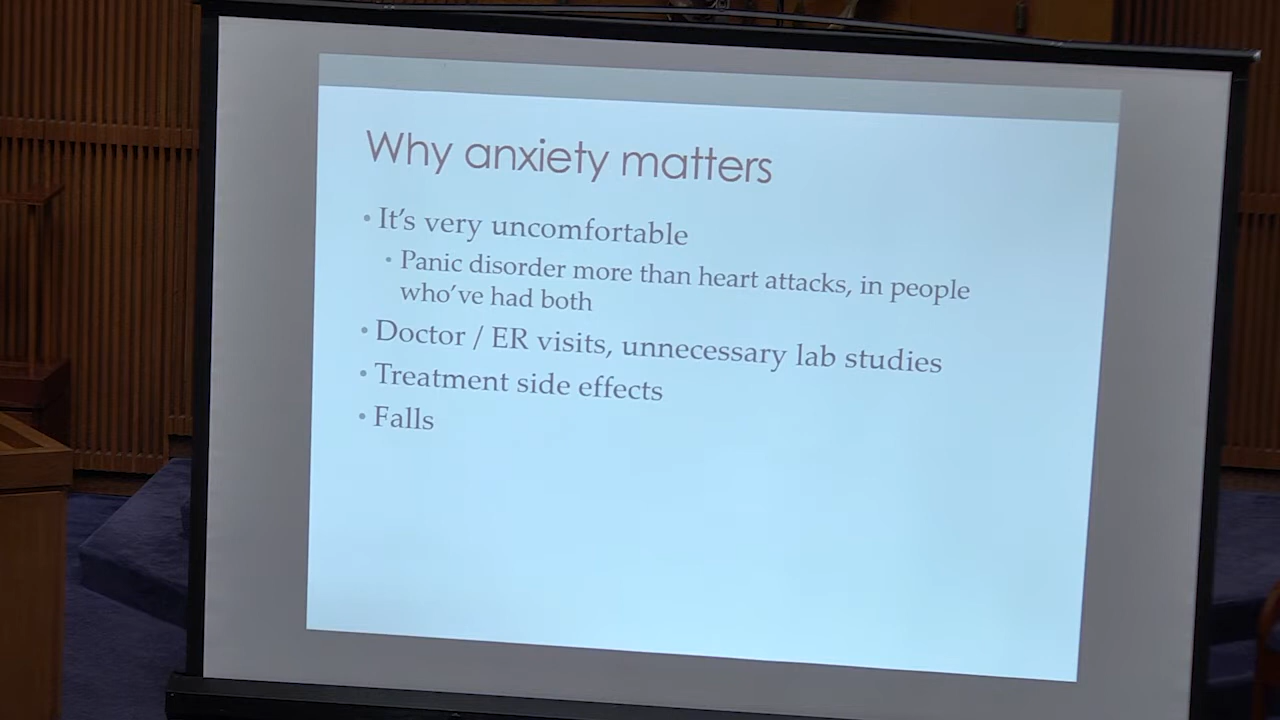 Why anxiety matters
• It’s very uncomfortable
• Panic disorder more than heart attacks, in people
who’ve had both
• Doctor / ER visits, unnecessary lab studies
• Treatment side effects
• Falls